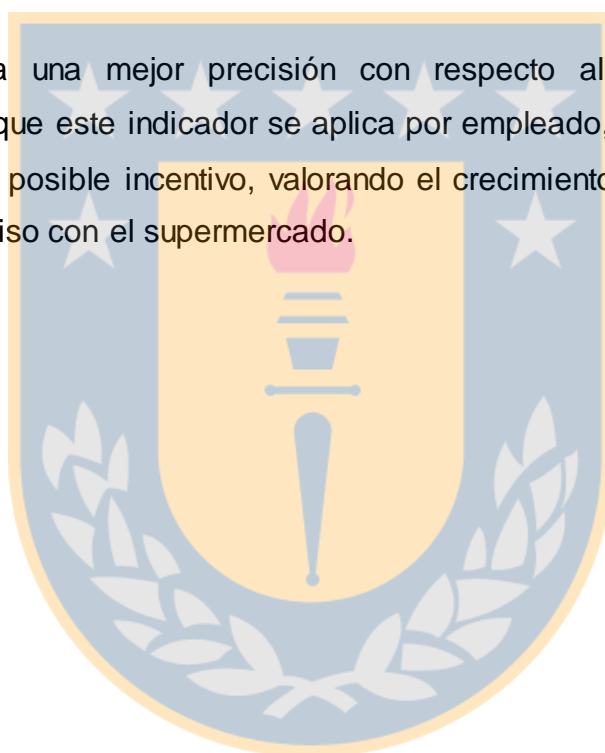 una mejor precisión con respecto al
que este indicador se aplica por empleado,
posible incentivo, valorando el crecimiento
con el supermercado.